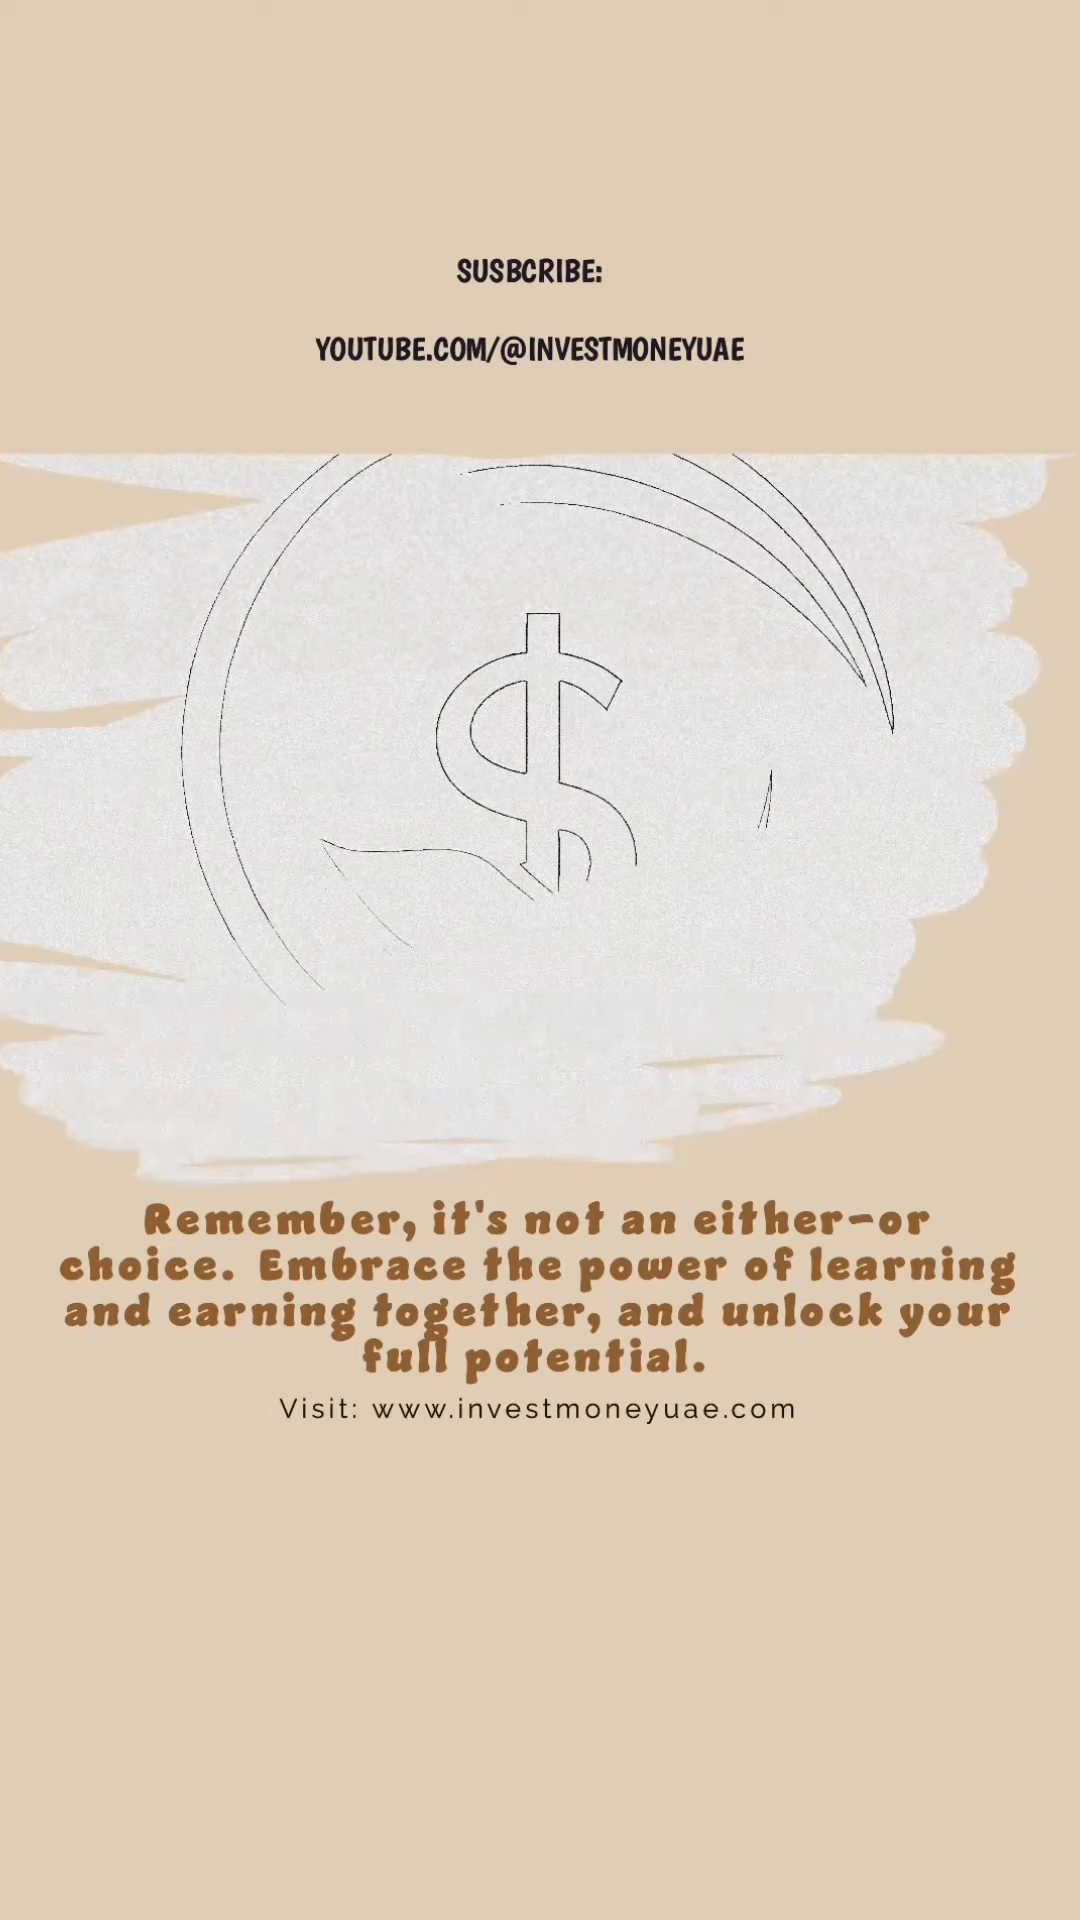 SUSBCRIBE:
YOUTUBE.COM/@INVESTMONEYUAE
Remember, it's not an either-or
choice. Embrace the power of learning
and earning together, and unlock your
full potential.
Visit: www.investmoneyuae.com